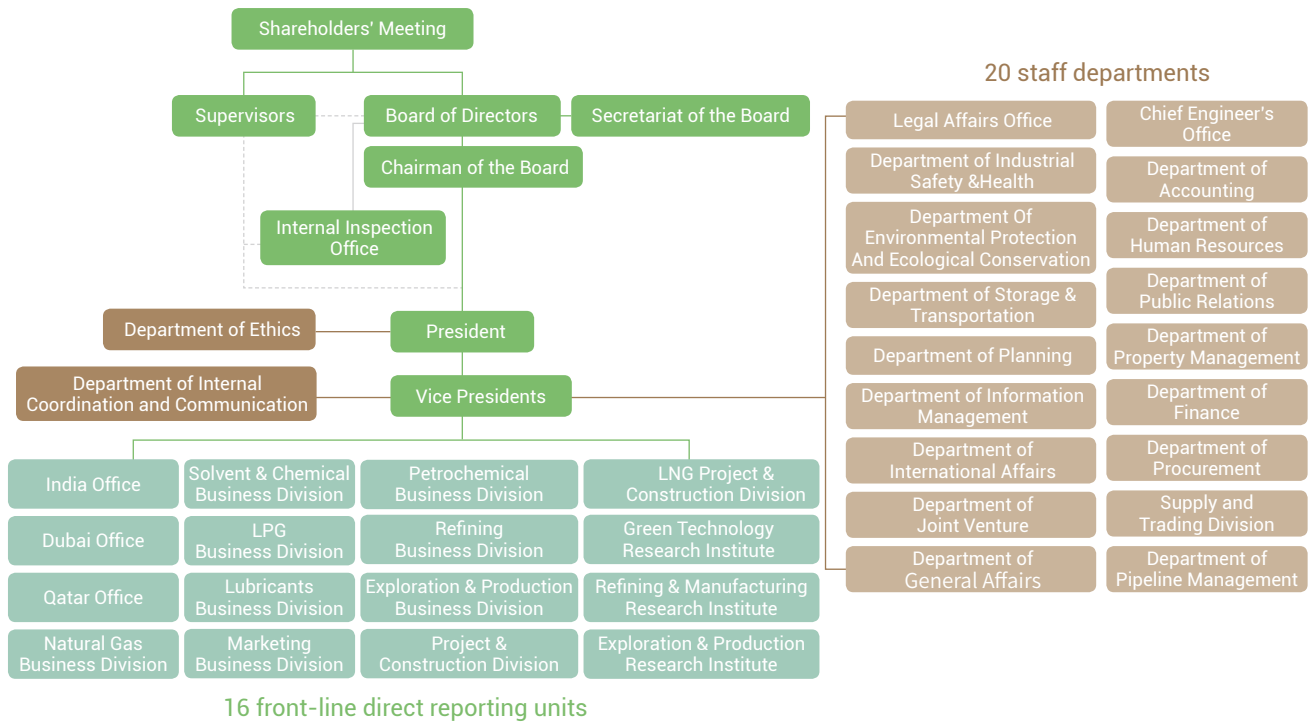 Shareholders' Meeting
Supervisors
Board of Directors
Secretariat of the Board
Chairman of the Board
Internal Inspection
Office
Department of Ethics
President
Department of Internal
Coordination and Communication
Vice Presidents
India Office
Solvent & Chemical
Business Division
Petrochemical
Business Division
LNG Project &
Construction Division
Dubai Office
LPG
Business Division
Refining
Business Division
Green Technology
Research Institute
Qatar Office
Lubricants
Business Division
Exploration & Production
Business Division
Refining & Manufacturing
Research Institute
Natural Gas
Business Division
Marketing
Business Division
Project &
Construction Division
Exploration & Production
Research Institute
16 front-line direct reporting units
20 staff departments
Legal Affairs Office
Department of Industrial
Safety &Health
Department Of
Environmental Protection
And Ecological Conservation
Department of Storage &
Transportation
Department of Planning
Department of Information
Management
Department of
International Affairs
Department of
Joint Venture
Department of
General Affairs
Chief Engineer's
Office
Department of
Accounting
Department of
Human Resources
Department of
Public Relations
Department of
Property Management
Department of
Finance
Department of
Procurement
Supply and
Trading Division
Department of
Pipeline Management